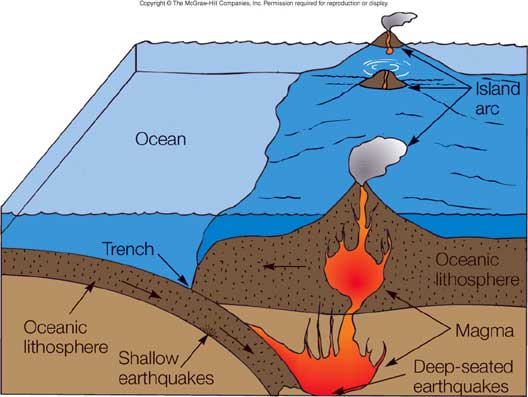 Copyright © The McGraw-Hill Companies, Inc. Permission required for reproduction or display.
Island
arc
Ocean
Trench
Oceanic
lithosphere
Oceanic
lithosphere
Shallow
earthquakes
Magma
Deep-seated
earthquakes